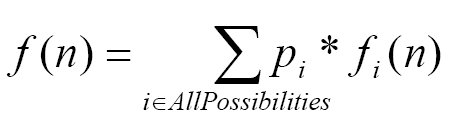 f(n) = ∑ p_i * f_i(n)
i∈AllPossibilities